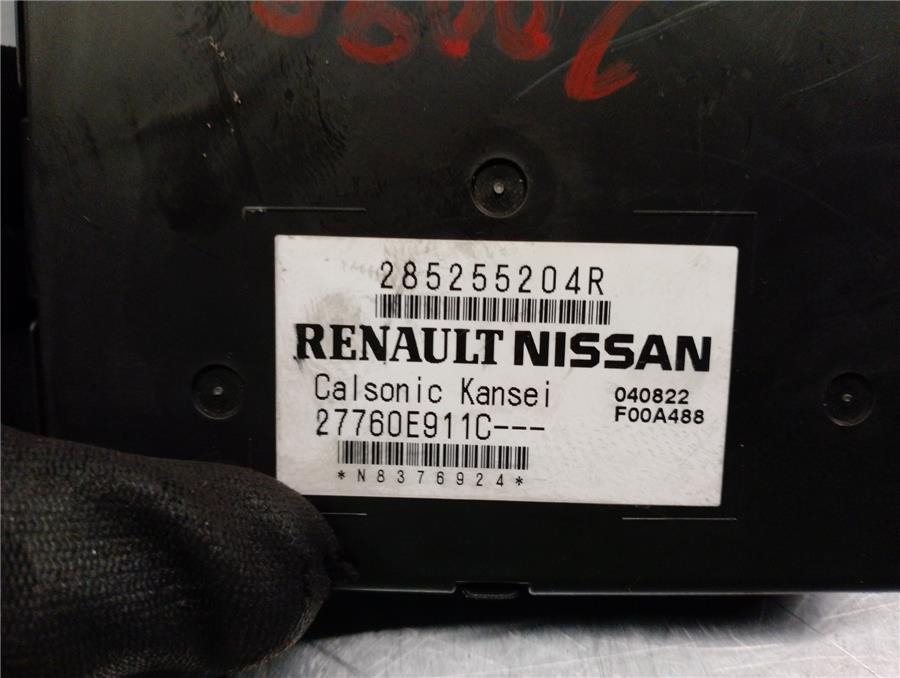 285255204R
RENAULT NISSAN
Calsonic Kansei
040822
27760E911C---
F00A488
*N8376924*